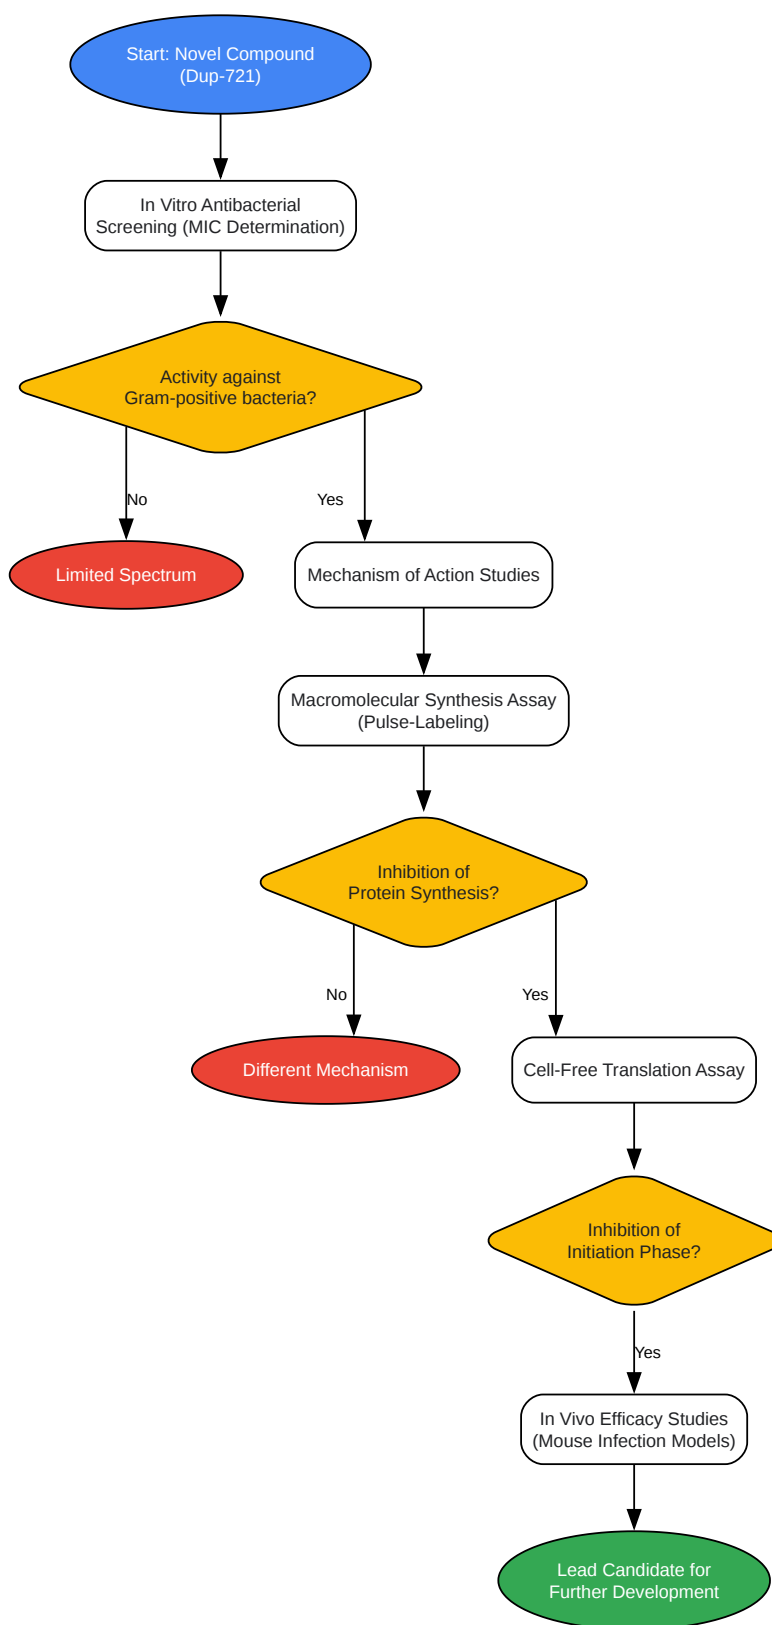 Start: Novel Compound
(Dup-721)
In Vitro Antibacterial
Screening (MIC Determination)
Activity against
Gram-positive bacteria?
No
Yes
Limited Spectrum
Mechanism of Action Studies
Macromolecular Synthesis Assay
(Pulse-Labeling)
Inhibition of
Protein Synthesis?
No
Yes
Different Mechanism
Cell-Free Translation Assay
Inhibition of
Initiation Phase?
Yes
In Vivo Efficacy Studies
(Mouse Infection Models)
Lead Candidate for
Further Development